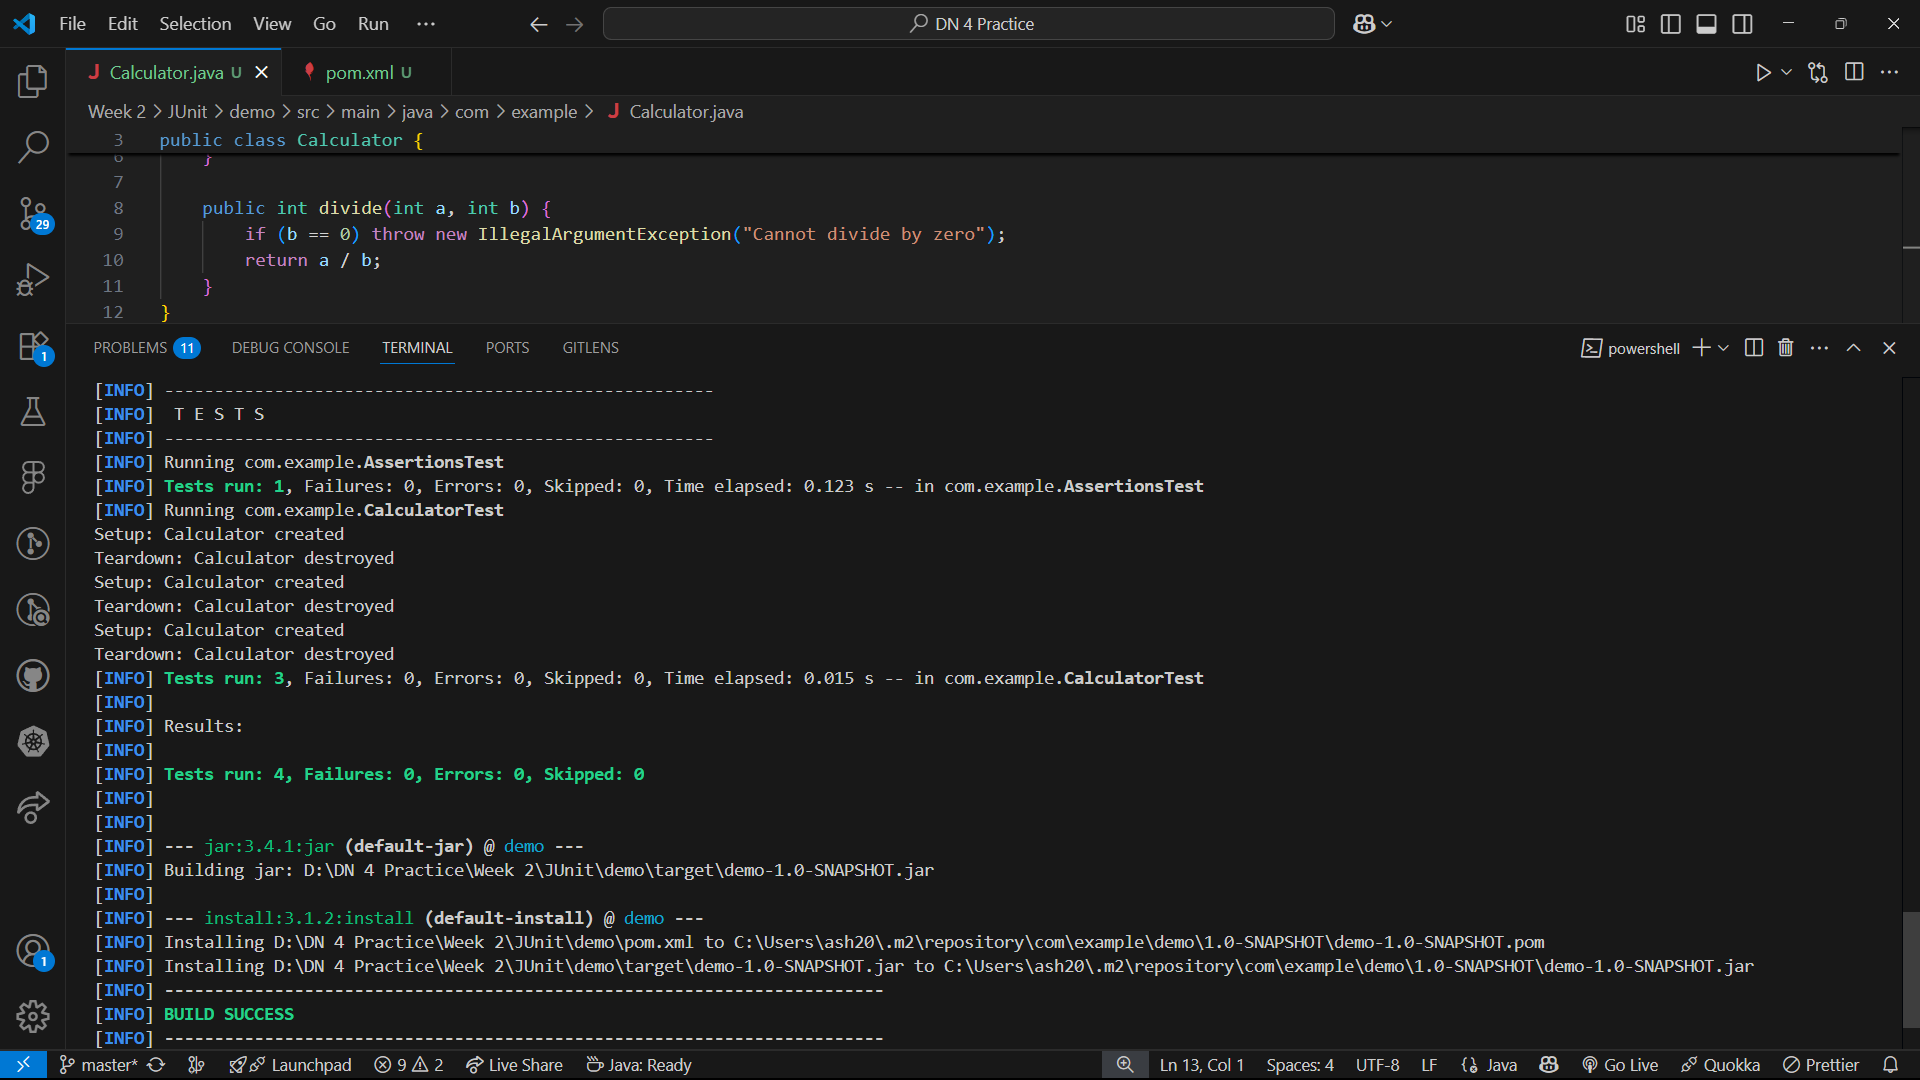 File Edit Selection View Go Run ··· DN 4 Practice
Calculator.java U pom.xml U
Week 2 > JUnit > demo > src > main > java > com > example > Calculator.java
3 public class Calculator {
6 }
7
8 public int divide(int a, int b) {
9 if (b == 0) throw new IllegalArgumentException("Cannot divide by zero");
10 return a / b;
11 }
12 }
PROBLEMS 11 DEBUG CONSOLE TERMINAL PORTS GITLENS powershell
29
1
1
[INFO] -------------------------------------------------------
[INFO]  T E S T S
[INFO] -------------------------------------------------------
[INFO] Running com.example.AssertionsTest
[INFO] Tests run: 1, Failures: 0, Errors: 0, Skipped: 0, Time elapsed: 0.123 s -- in com.example.AssertionsTest
[INFO] Running com.example.CalculatorTest
Setup: Calculator created
Teardown: Calculator destroyed
Setup: Calculator created
Teardown: Calculator destroyed
Setup: Calculator created
Teardown: Calculator destroyed
[INFO] Tests run: 3, Failures: 0, Errors: 0, Skipped: 0, Time elapsed: 0.015 s -- in com.example.CalculatorTest
[INFO]
[INFO] Results:
[INFO]
[INFO] Tests run: 4, Failures: 0, Errors: 0, Skipped: 0
[INFO]
[INFO]
[INFO] --- jar:3.4.1:jar (default-jar) @ demo ---
[INFO] Building jar: D:\DN 4 Practice\Week 2\JUnit\demo\target\demo-1.0-SNAPSHOT.jar
[INFO]
[INFO] --- install:3.1.2:install (default-install) @ demo ---
[INFO] Installing D:\DN 4 Practice\Week 2\JUnit\demo\pom.xml to C:\Users\ash20\.m2\repository\com\example\demo\1.0-SNAPSHOT\demo-1.0-SNAPSHOT.pom
[INFO] Installing D:\DN 4 Practice\Week 2\JUnit\demo\target\demo-1.0-SNAPSHOT.jar to C:\Users\ash20\.m2\repository\com\example\demo\1.0-SNAPSHOT\demo-1.0-SNAPSHOT.jar
[INFO] ------------------------------------------------------------------------
[INFO] BUILD SUCCESS
[INFO] ------------------------------------------------------------------------
master* Launchpad 9 2 Live Share Java: Ready Ln 13, Col 1 Spaces: 4 UTF-8 LF Java Go Live Quokka Prettier